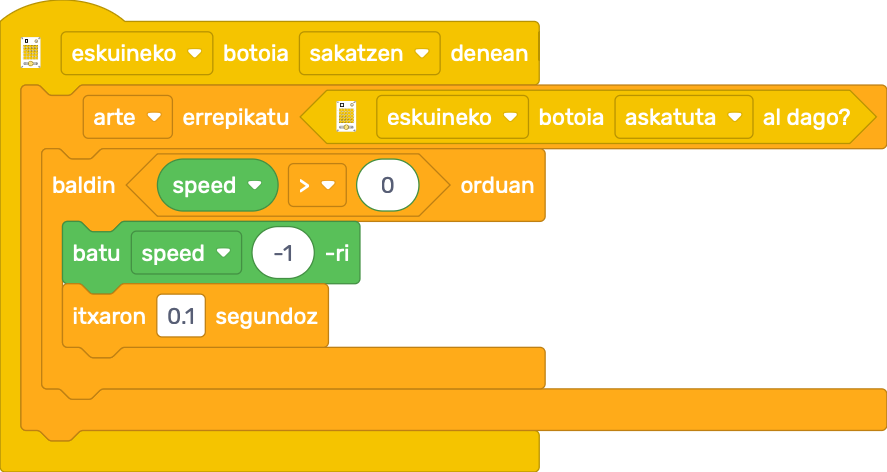 eskuineko botoia sakatzen denean
arte errepikatu eskuineko botoia askatuta al dago?
baldin speed > 0 orduan
batu speed -1 -ri
itxaron 0.1 segundoz